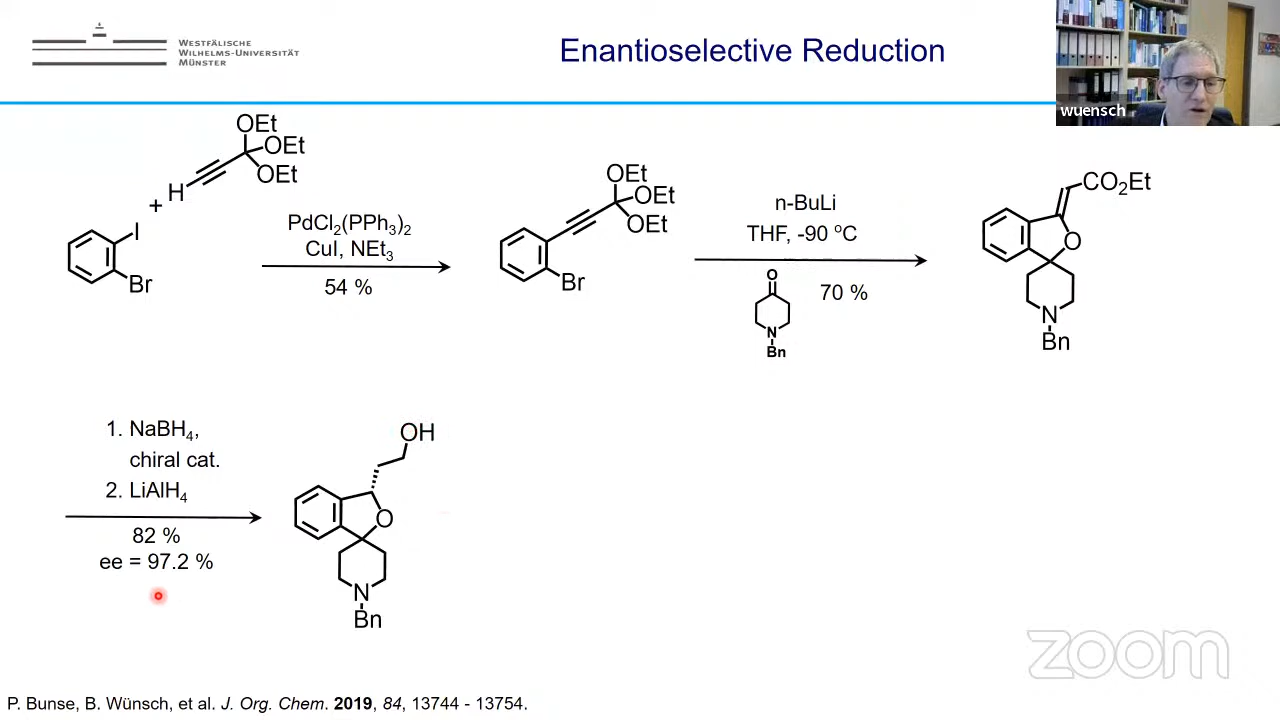 WESTFÄLISCHE
WILHELMS-UNIVERSITÄT
MÜNSTER
Enantioselective Reduction
wuensch
OEt
OEt
OEt
H
+
I
Br
PdCl₂(PPh₃)₂
CuI, NEt₃
54 %
OEt
OEt
OEt
Br
n-BuLi
THF, -90 ºC
O
N
Bn
70 %
CO₂Et
O
N
Bn
1. NaBH₄,
chiral cat.
2. LiAlH₄
82 %
ee = 97.2 %
OH
O
N
Bn
zoom
P. Bunse, B. Wünsch, et al. J. Org. Chem. 2019, 84, 13744 - 13754.